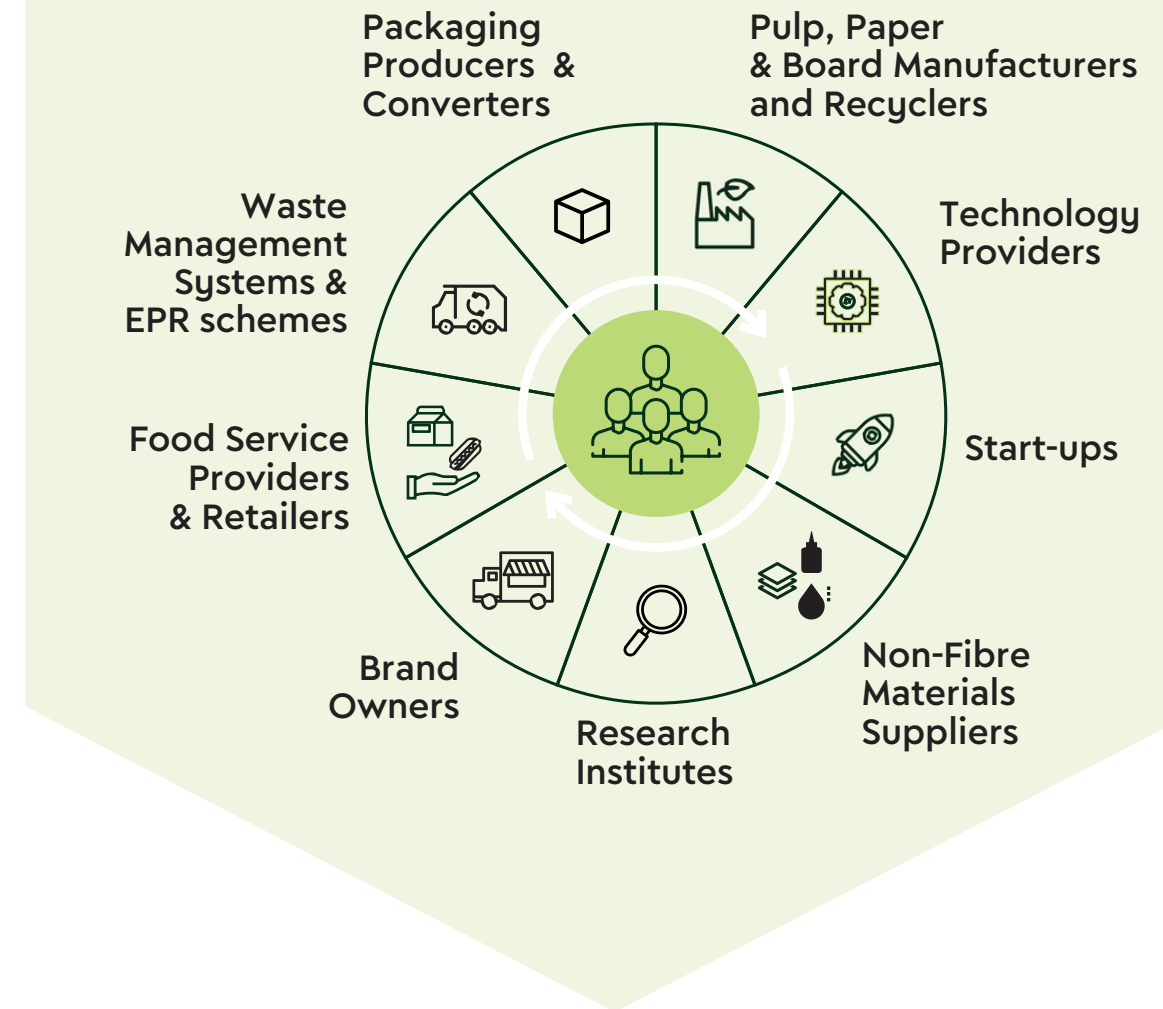 Packaging
Producers &
Converters
Pulp, Paper
& Board Manufacturers
and Recyclers
Technology
Providers
Start-ups
Non-Fibre
Materials
Suppliers
Research
Institutes
Brand
Owners
Food Service
Providers
& Retailers
Waste
Management
Systems &
EPR schemes